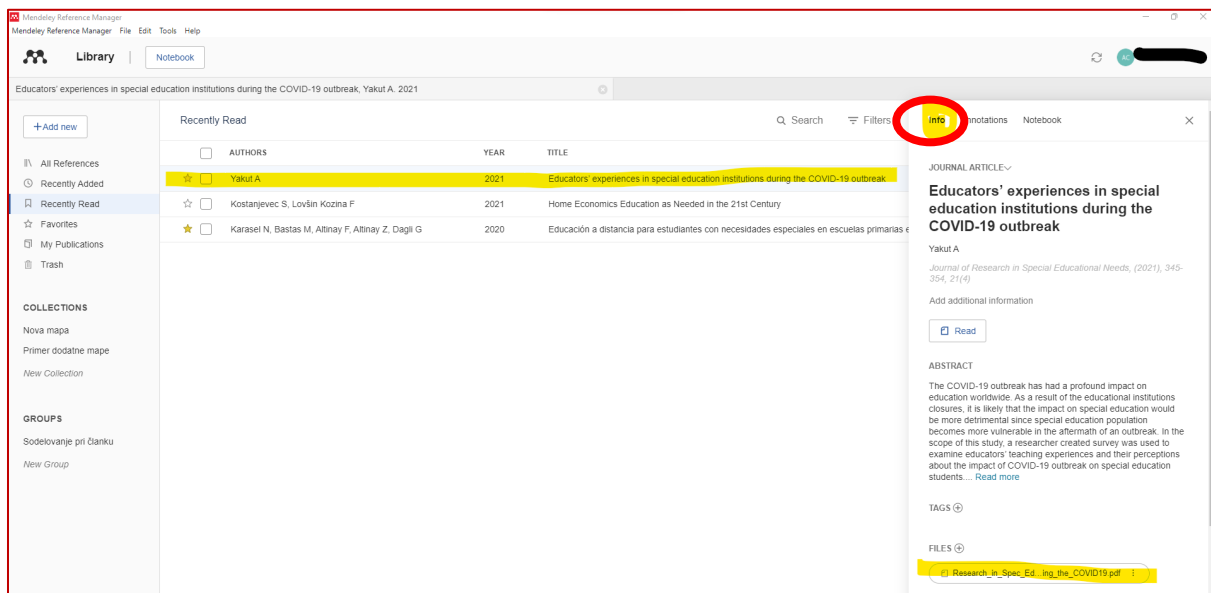 Mendeley Reference Manager
Mendeley Reference Manager File Edit Tools Help
Library
Notebook
AC
Educators' experiences in special education institutions during the COVID-19 outbreak, Yakut A. 2021
+Add new
All References
Recently Added
Recently Read
Favorites
My Publications
Trash
COLLECTIONS
Nova mapa
Primer dodatne mape
New Collection
GROUPS
Sodelovanje pri članku
New Group
Recently Read
Search
Filters
AUTHORS YEAR TITLE
Yakut A 2021 Educators' experiences in special education institutions during the COVID-19 outbreak
Kostanjevec S, Lovšin Kozina F 2021 Home Economics Education as Needed in the 21st Century
Karasel N, Bastas M, Altinay F, Altinay Z, Dagli G 2020 Educación a distancia para estudiantes con necesidades especiales en escuelas primarias e
Info nnotations Notebook
JOURNAL ARTICLE
Educators' experiences in special
education institutions during the
COVID-19 outbreak
Yakut A
Journal of Research in Special Educational Needs, (2021), 345-
354, 21(4)
Add additional information
Read
ABSTRACT
The COVID-19 outbreak has had a profound impact on
education worldwide. As a result of the educational institutions
closures, it is likely that the impact on special education would
be more detrimental since special education population
becomes more vulnerable in the aftermath of an outbreak. In the
scope of this study, a researcher created survey was used to
examine educators' teaching experiences and their perceptions
about the impact of COVID-19 outbreak on special education
students.... Read more
TAGS
FILES
Research_in_Spec_Ed...ing_the_COVID19.pdf